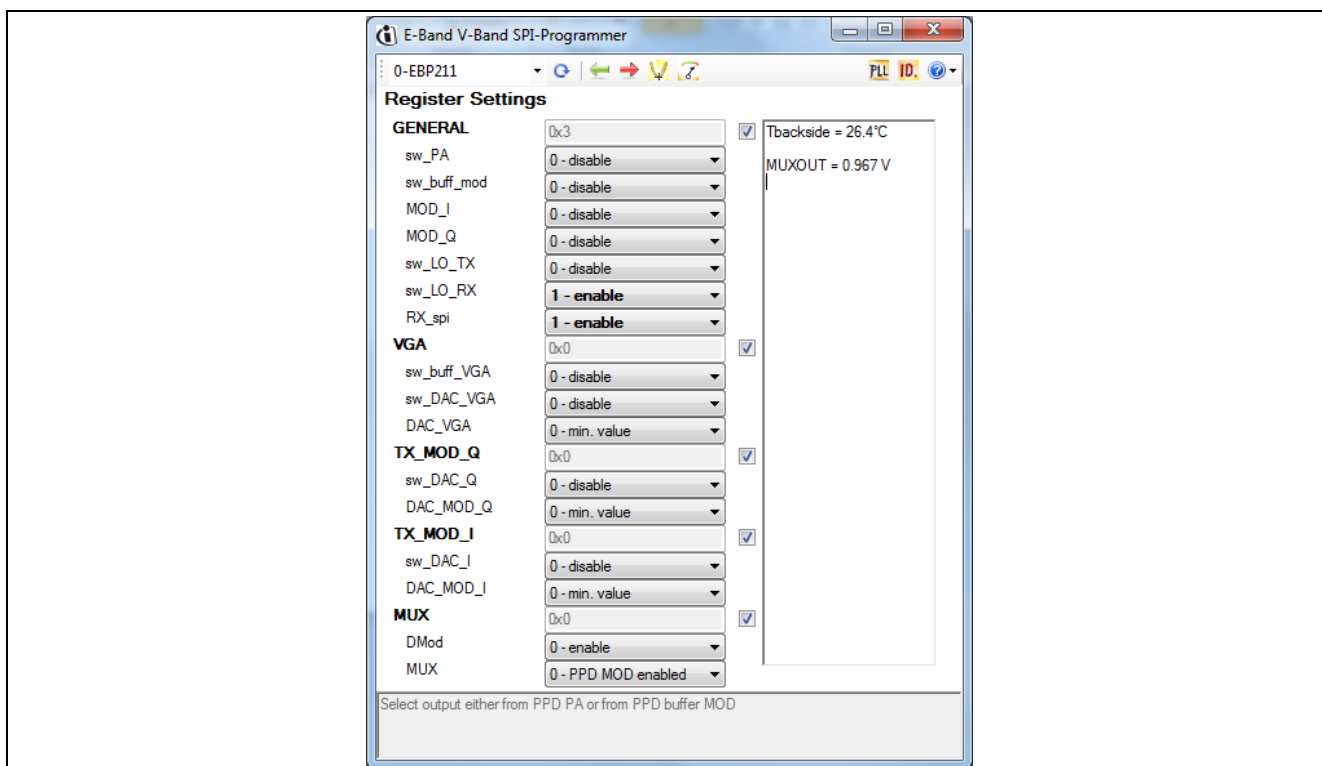 E-Band V-Band SPI-Programmer
0-EBP211 PLL ID.
Register Settings
GENERAL 0x3 Tbackside = 26.4°C
sw_PA 0 - disable MUXOUT = 0.967 V
sw_buff_mod 0 - disable
MOD_I 0 - disable
MOD_Q 0 - disable
sw_LO_TX 0 - disable
sw_LO_RX 1 - enable
RX_spi 1 - enable
VGA 0x0
sw_buff_VGA 0 - disable
sw_DAC_VGA 0 - disable
DAC_VGA 0 - min. value
TX_MOD_Q 0x0
sw_DAC_Q 0 - disable
DAC_MOD_Q 0 - min. value
TX_MOD_I 0x0
sw_DAC_I 0 - disable
DAC_MOD_I 0 - min. value
MUX 0x0
DMod 0 - enable
MUX 0 - PPD MOD enabled
Select output either from PPD PA or from PPD buffer MOD